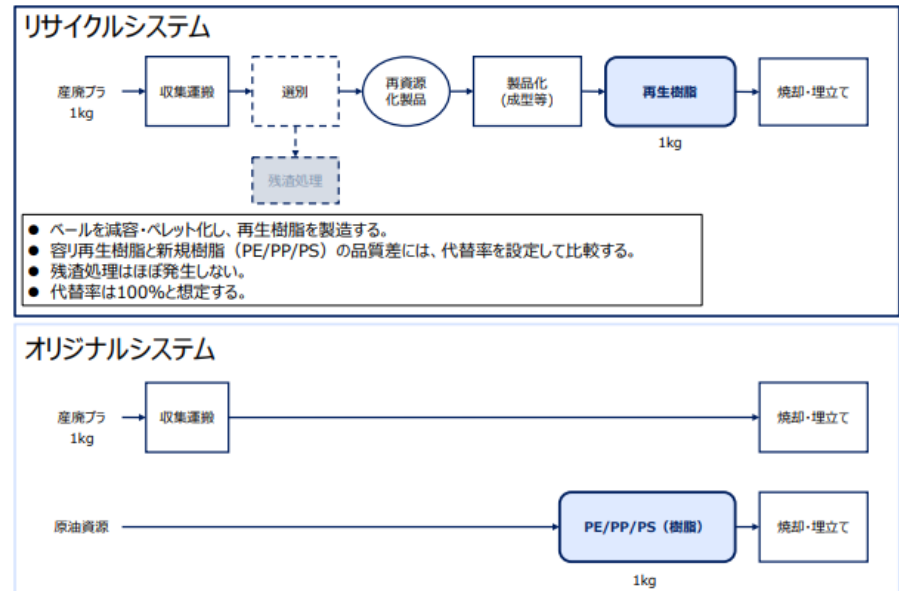 リサイクルシステム
産廃プラ
1kg
収集運搬
選別
再資源
化製品
製品化
(成型等)
再生樹脂
焼却・埋立て
1kg
残渣処理
● ベールを減容・ペレット化し、再生樹脂を製造する。
● 容リ再生樹脂と新規樹脂（PE/PP/PS）の品質差には、代替率を設定して比較する。
● 残渣処理はほぼ発生しない。
● 代替率は100%と想定する。
オリジナルシステム
産廃プラ
1kg
収集運搬
焼却・埋立て
原油資源
PE/PP/PS（樹脂）
焼却・埋立て
1kg